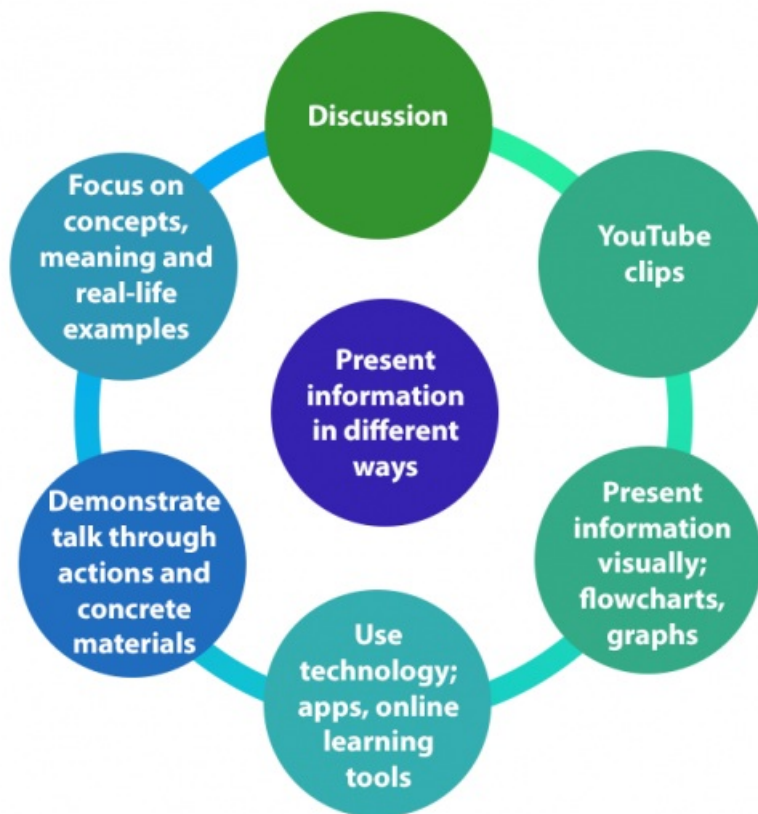 Discussion
YouTube
clips
Present
information
visually;
flowcharts,
graphs
Use
technology;
apps, online
learning
tools
Demonstrate
talk through
actions and
concrete
materials
Focus on
concepts,
meaning and
real-life
examples
Present
information
in different
ways